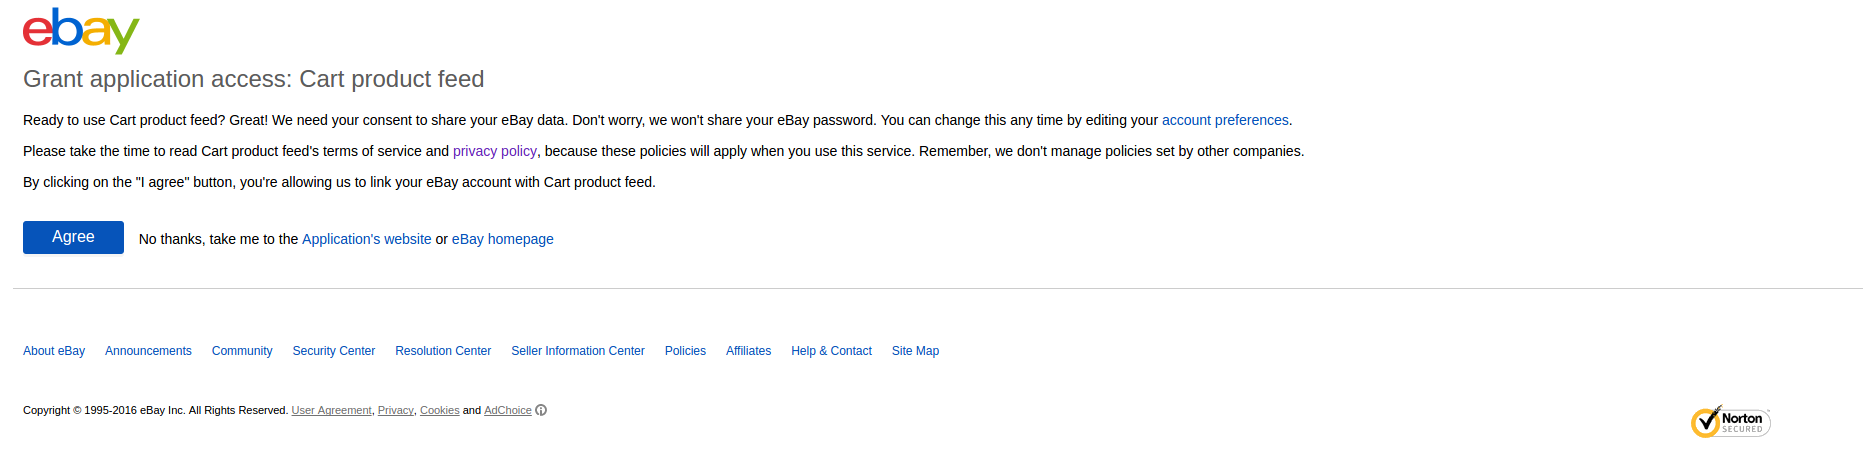 ebay
Grant application access: Cart product feed
Ready to use Cart product feed? Great! We need your consent to share your eBay data. Don't worry, we won't share your eBay password. You can change this any time by editing your account preferences.
Please take the time to read Cart product feed's terms of service and privacy policy, because these policies will apply when you use this service. Remember, we don't manage policies set by other companies.
By clicking on the "I agree" button, you're allowing us to link your eBay account with Cart product feed.
Agree No thanks, take me to the Application's website or eBay homepage
About eBay Announcements Community Security Center Resolution Center Seller Information Center Policies Affiliates Help & Contact Site Map
Copyright © 1995-2016 eBay Inc. All Rights Reserved. User Agreement, Privacy, Cookies and AdChoice
Norton
SECURED